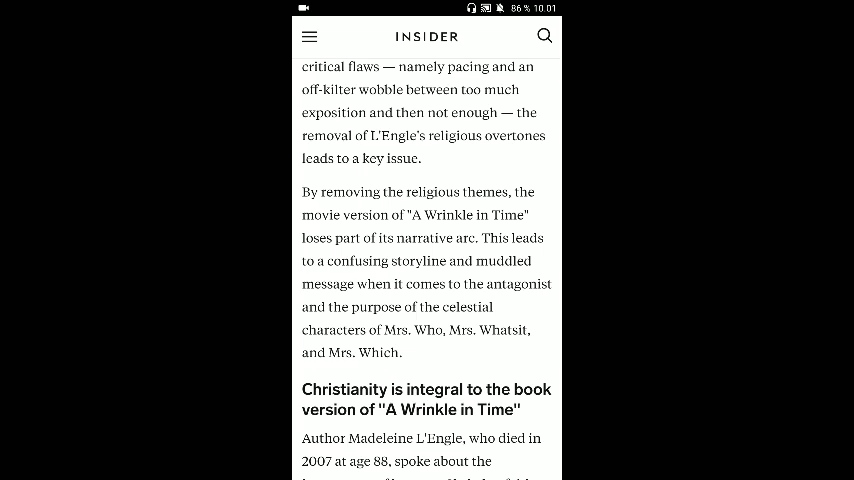 86 % 10.01
INSIDER
critical flaws — namely pacing and an
off-kilter wobble between too much
exposition and then not enough — the
removal of L'Engle's religious overtones
leads to a key issue.
By removing the religious themes, the
movie version of "A Wrinkle in Time"
loses part of its narrative arc. This leads
to a confusing storyline and muddled
message when it comes to the antagonist
and the purpose of the celestial
characters of Mrs. Who, Mrs. Whatsit,
and Mrs. Which.
Christianity is integral to the book
version of "A Wrinkle in Time"
Author Madeleine L'Engle, who died in
2007 at age 88, spoke about the